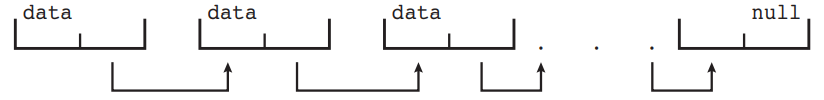 data data data null
. . .